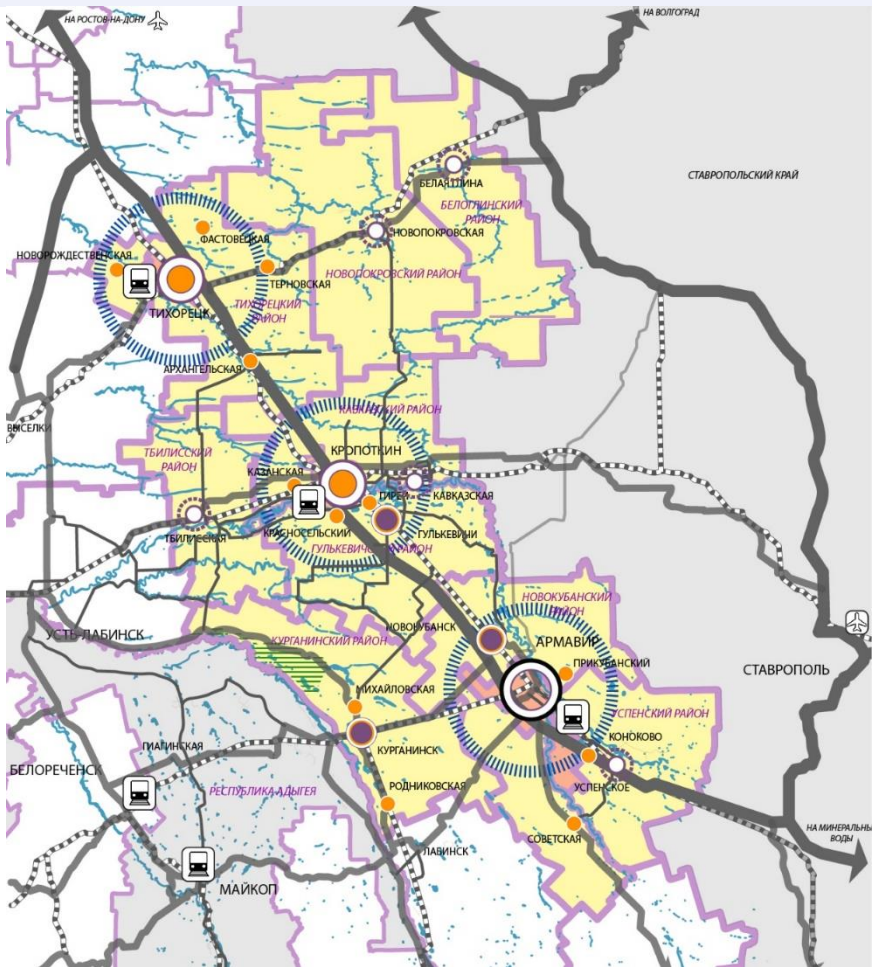 НА РОСТОВ-НА-ДОНУ
НА ВОЛГОГРАД
СТАВРОПОЛЬСКИЙ КРАЙ
БЕЛАЯ ГЛИНА
БЕЛОГЛИНСКИЙ
РАЙОН
НОВОПОКРОВСКАЯ
ФАСТОВЕЦКАЯ
НОВОРОЖДЕСТВЕНСКАЯ
ТЕРНОВСКАЯ
НОВОПОКРОВСКИЙ РАЙОН
ТИХОРЕЦК
ТИХОРЕЦКИЙ
РАЙОН
АРХАНГЕЛЬСКАЯ
ВЫСЕЛКИ
КАВКАЗСКИЙ РАЙОН
ТБИЛИССКИЙ
РАЙОН
КРОПОТКИН
КАЗАНСКАЯ
ГИРЕЙ
КАВКАЗСКАЯ
ТБИЛИССКАЯ
КРАСНОСЕЛЬСКИЙ
ГУЛЬКЕВИЧИ
НОВОКУБАНСКИЙ
РАЙОН
НОВОКУБАНСК
УСТЬ-ЛАБИНСК
КУРГАНИНСКИЙ РАЙОН
АРМАВИР
ПРИКУБАНСКИЙ
СТАВРОПОЛЬ
МИХАЙЛОВСКАЯ
УСПЕНСКИЙ РАЙОН
КОНОКОВО
ГИАГИНСКАЯ
КУРГАНИНСК
БЕЛОРЕЧЕНСК
РЕСПУБЛИКА АДЫГЕЯ
РОДНИКОВСКАЯ
УСПЕНСКОЕ
СОВЕТСКАЯ
НА МИНЕРАЛЬНЫ
ВОДЫ
ЛАБИНСК
МАЙКОП